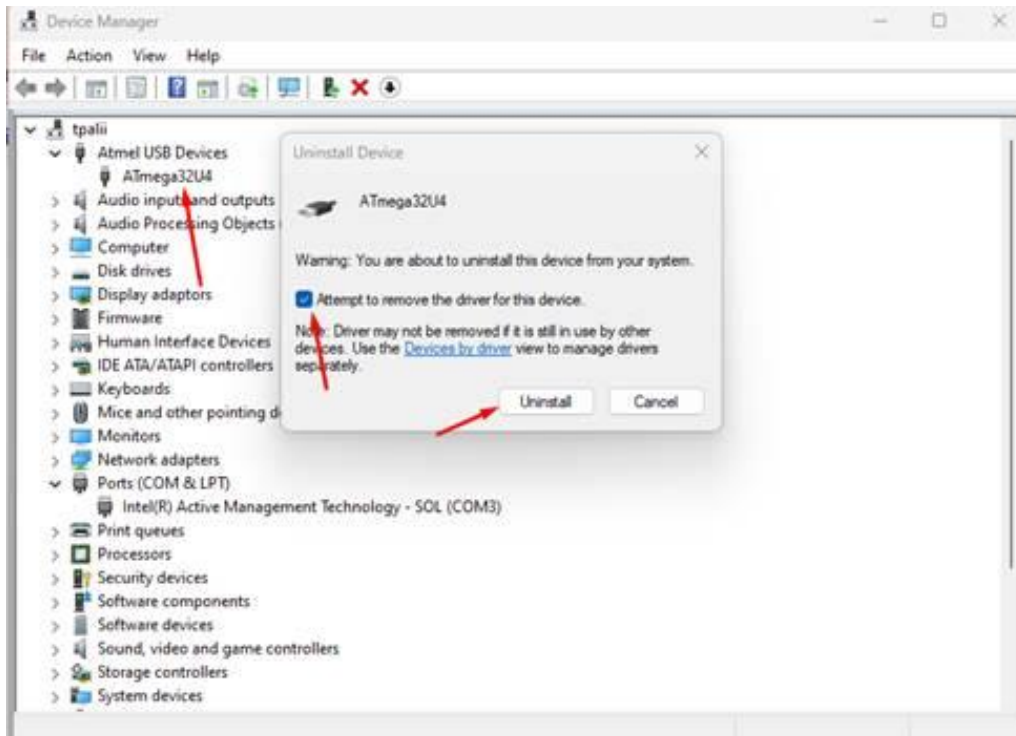 Device Manager
File Action View Help
tpalii
Atmel USB Devices
ATmega32U4
Audio inputs and outputs
Audio Processing Objects
Computer
Disk drives
Display adaptors
Firmware
Human Interface Devices
IDE ATA/ATAPI controllers
Keyboards
Mice and other pointing d
Monitors
Network adapters
Ports (COM & LPT)
Intel(R) Active Management Technology - SOL (COM3)
Print queues
Processors
Security devices
Software components
Software devices
Sound, video and game controllers
Storage controllers
System devices
Uninstall Device
ATmega32U4
Warning: You are about to uninstall this device from your system.
Attempt to remove the driver for this device.
Note: Driver may not be removed if it is still in use by other
devices. Use the Devices by driver view to manage drivers
separately.
Uninstall Cancel